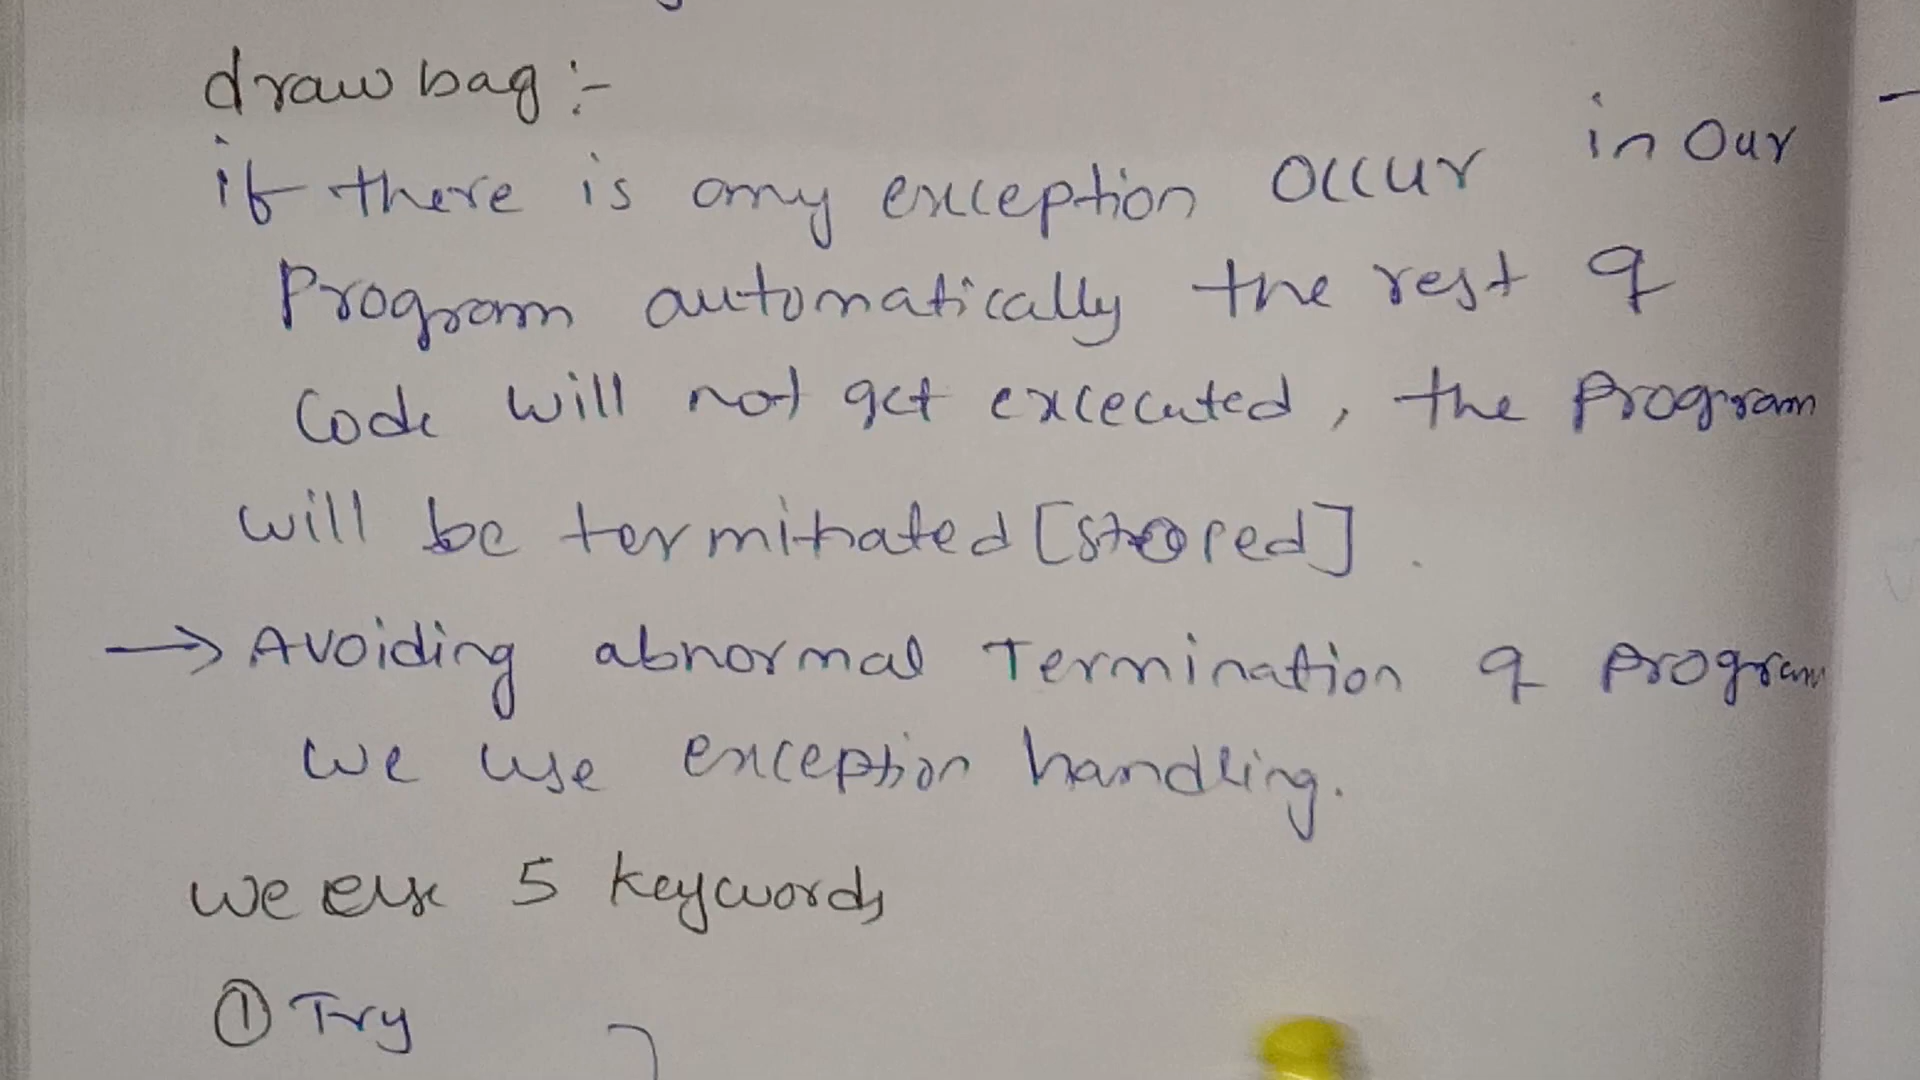 draw bag :-
if there is any exception occur in our
Program automatically the rest of
Code will not get excecuted, the program
will be terminated [stoped].
→ Avoiding abnormal Termination of program
we use exception handling.
we use 5 keywords
① Try